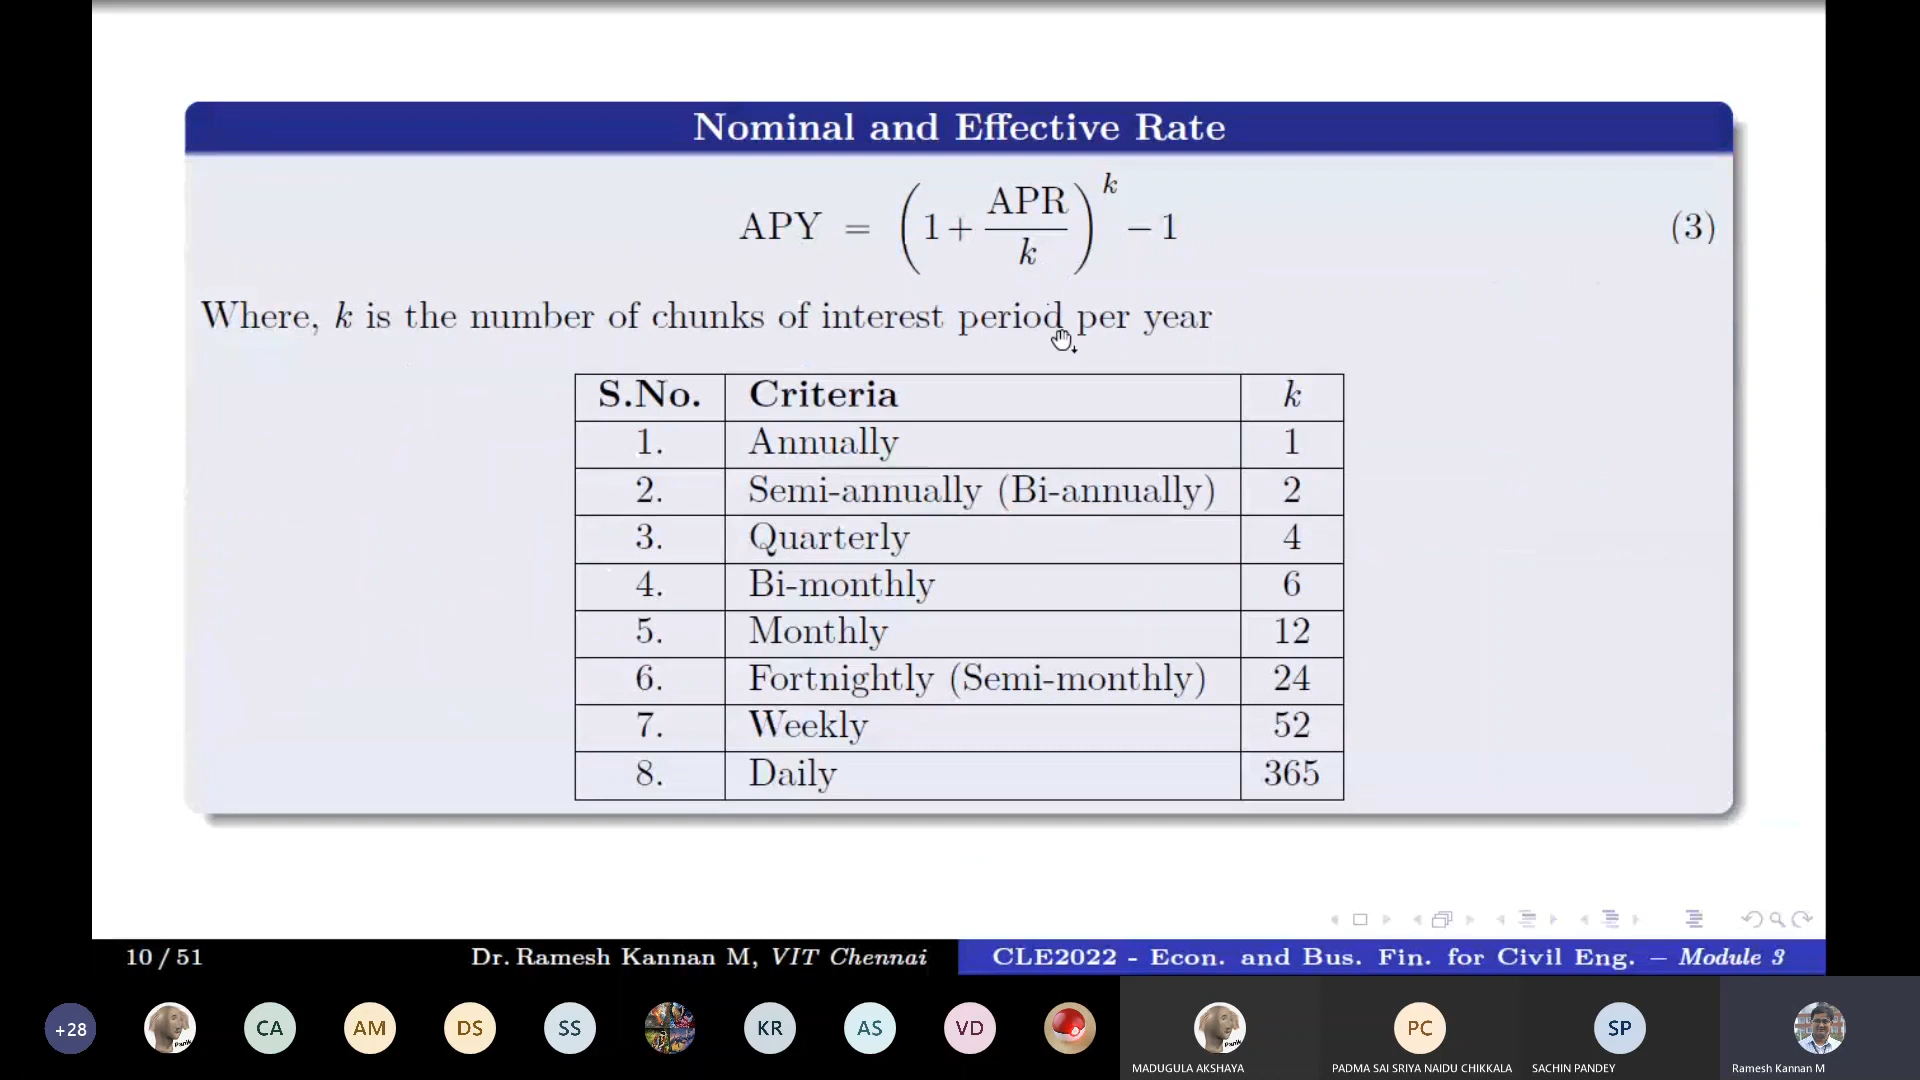 Nominal and Effective Rate
APY = (1 + APR/k)^k − 1 (3)
Where, k is the number of chunks of interest period per year
S.No. Criteria k
1. Annually 1
2. Semi-annually (Bi-annually) 2
3. Quarterly 4
4. Bi-monthly 6
5. Monthly 12
6. Fortnightly (Semi-monthly) 24
7. Weekly 52
8. Daily 365
10 / 51 Dr. Ramesh Kannan M, VIT Chennai CLE2022 - Econ. and Bus. Fin. for Civil Eng. – Module 3
+28 CA AM DS SS KR AS VD PC SP
MADUGULA AKSHAYA PADMA SAI SRIYA NAIDU CHIKKALA SACHIN PANDEY Ramesh Kannan M